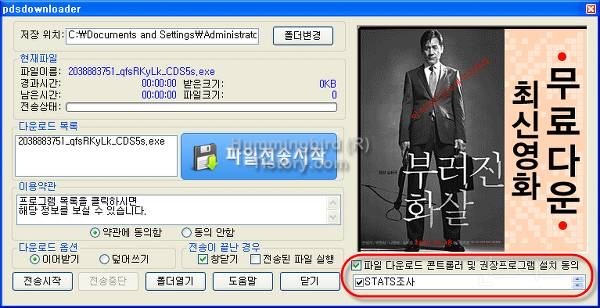 pdsdownloader
저장 위치: C:₩Documents and Settings₩Administrato 폴더변경
현재파일
파일이름: 2038883751_qfsRKyLk_CDS5s,exe
경과시간: 00:00:00 받은크기: 0KB
남은시간: 00:00:00 파일크기: 0
전송상태:
다운로드 목록
2038883751_qfsRKyLk_CDS5s,exe
파일전송시작
Hummingbird (R)
Tistory.com
이용약관
프로그램 목록을 클릭하시면
해당 정보를 보실 수 있습니다.
약관에 동의함 동의 안함
다운로드 옵션
이어받기 덮어쓰기
전송이 끝난 경우
창닫기 전송된 파일 실행
전송시작 전송중단 폴더열기 도움말 닫기
부러진
화살
무료다운
최신영화
파일 다운로드 콘트롤러 및 권장프로그램 설치 동의
STATS조사